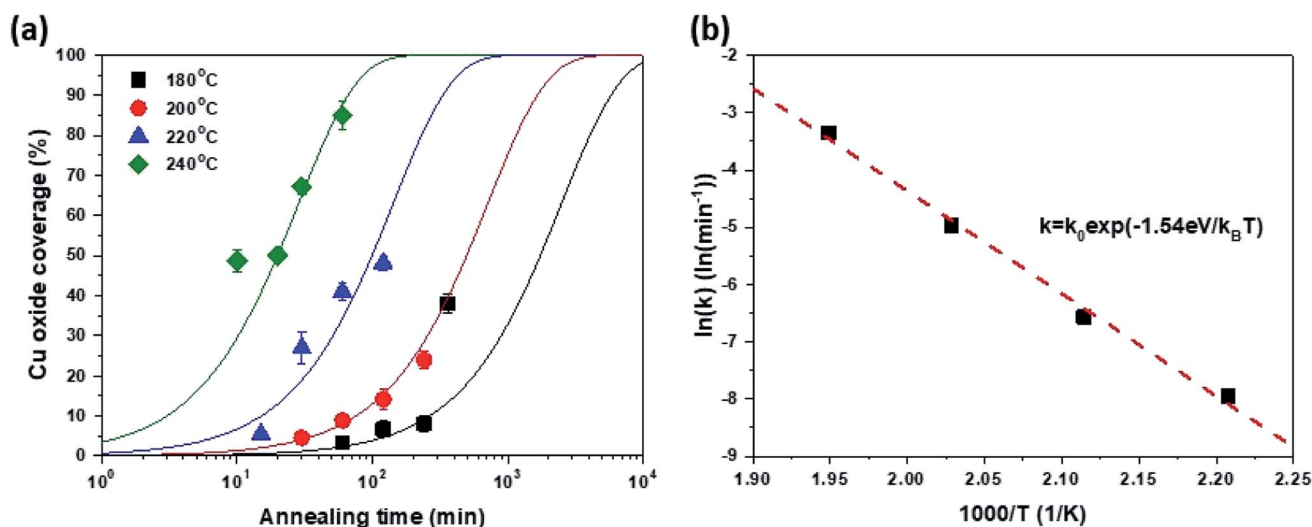 (a)
100
90
80
70
60
50
40
30
20
10
0
Cu oxide coverage (%)
180°C
200°C
220°C
240°C
10⁰ 10¹ 10² 10³ 10⁴
Annealing time (min)
(b)
-2
-3
-4
-5
-6
-7
-8
-9
ln(k) (ln(min⁻¹))
k=k₀exp(-1.54eV/k_BT)
1.90 1.95 2.00 2.05 2.10 2.15 2.20 2.25
1000/T (1/K)